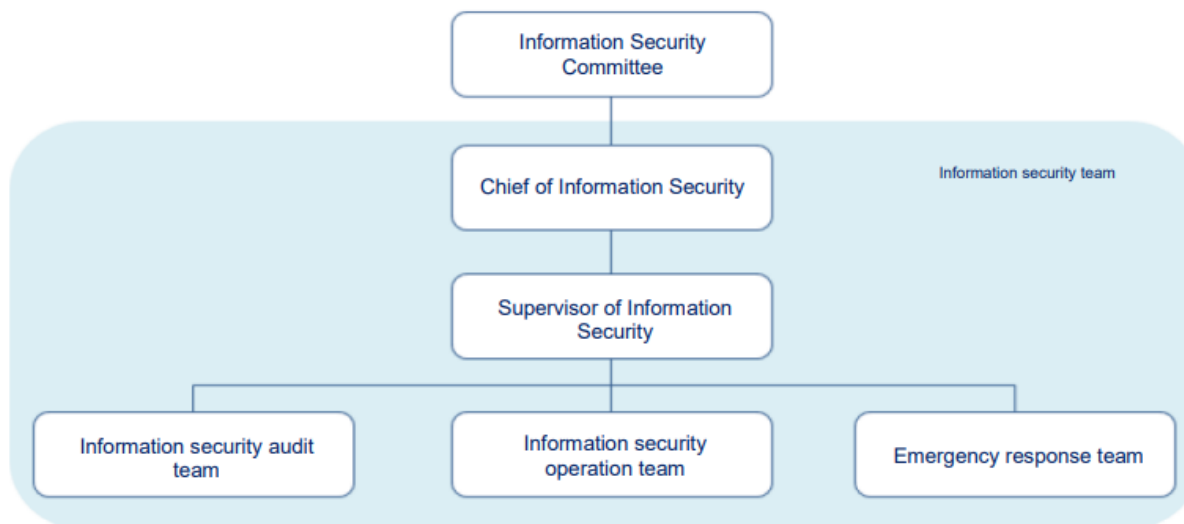 Information Security
Committee
Chief of Information Security
Information security team
Supervisor of Information
Security
Information security audit
team
Information security
operation team
Emergency response team